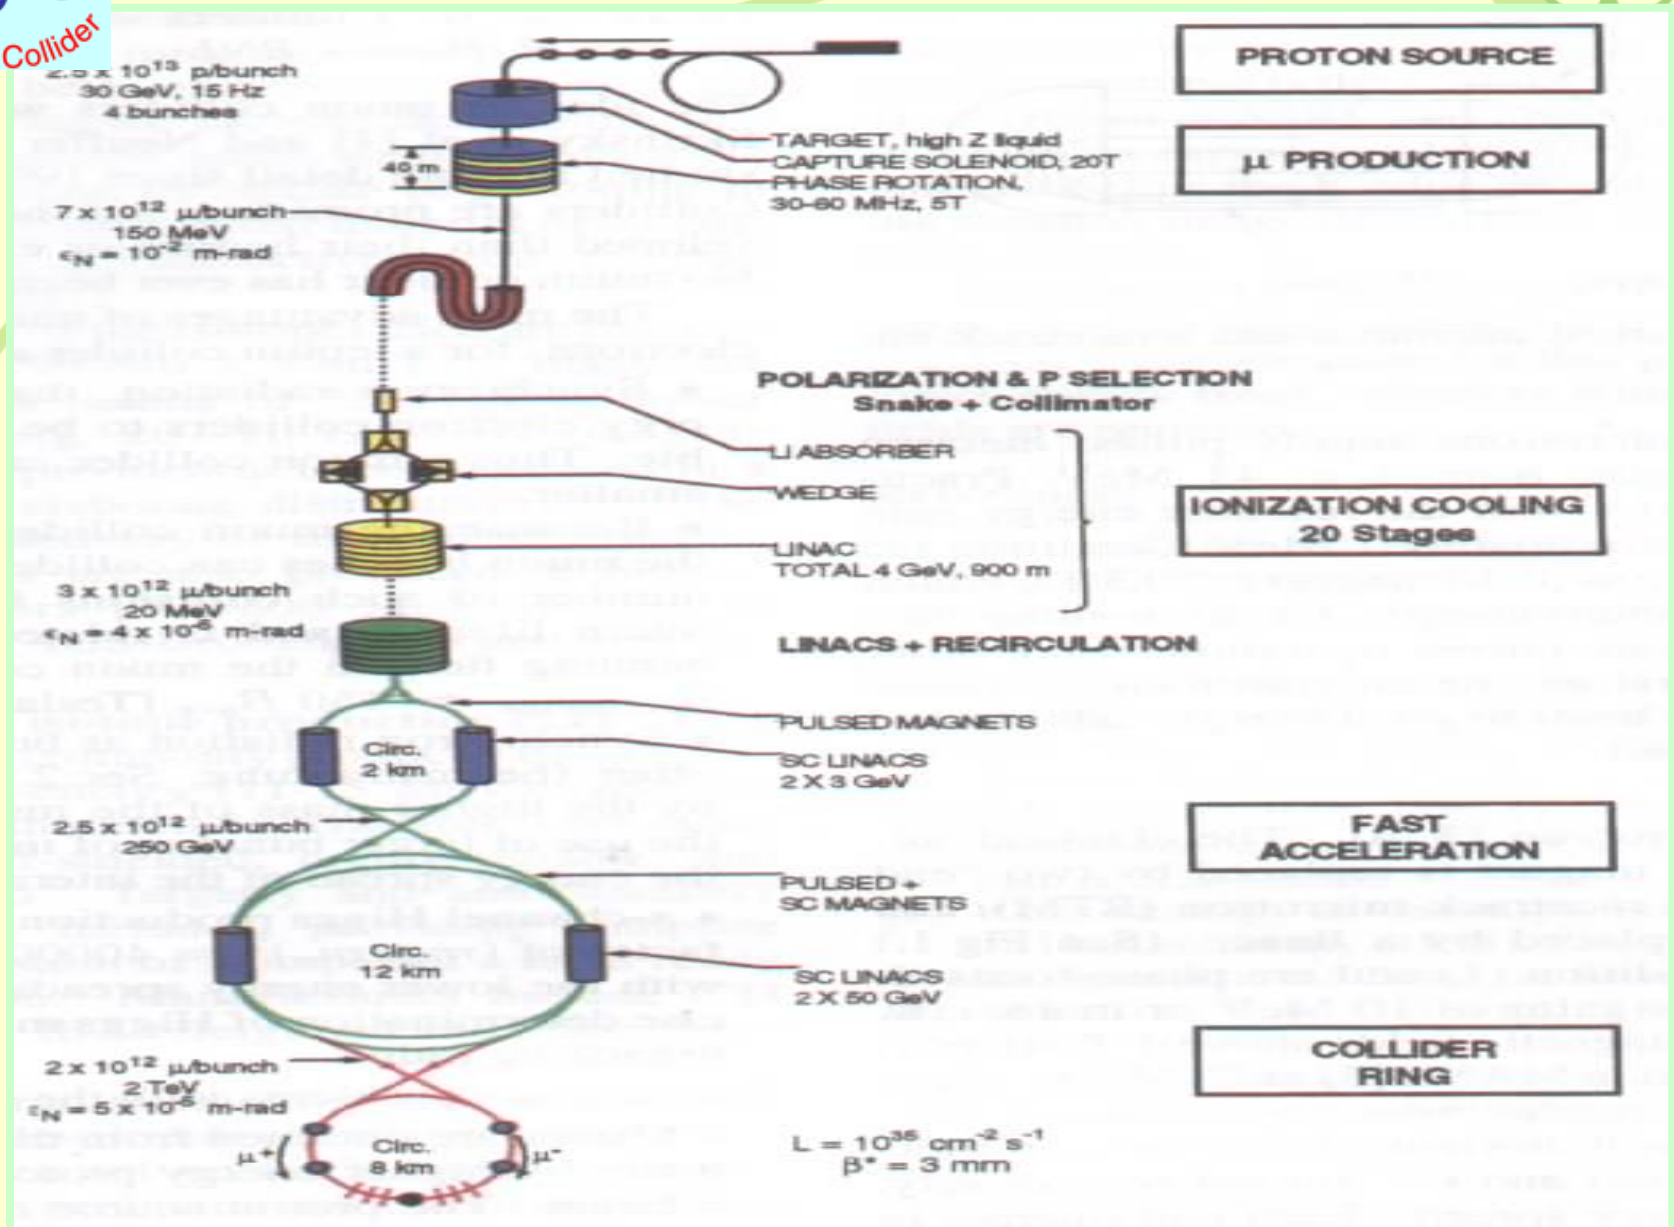 Collider
2.5 x 10¹³ p/bunch
30 GeV, 15 Hz
4 bunches
PROTON SOURCE
TARGET, high Z liquid
CAPTURE SOLENOID, 20T
PHASE ROTATION,
30-60 MHz, 5T
μ PRODUCTION
40 m
7 x 10¹² μ/bunch
150 MeV
εN = 10⁻² m-rad
POLARIZATION & P SELECTION
Snake + Collimator
LI ABSORBER
WEDGE
LINAC
TOTAL 4 GeV, 900 m
IONIZATION COOLING
20 Stages
3 x 10¹² μ/bunch
20 MeV
εN = 4 x 10⁻⁵ m-rad
LINACS + RECIRCULATION
PULSED MAGNETS
Circ.
2 km
SC LINACS
2 X 3 GeV
2.5 x 10¹² μ/bunch
250 GeV
FAST
ACCELERATION
PULSED +
SC MAGNETS
Circ.
12 km
SC LINACS
2 X 50 GeV
2 x 10¹² μ/bunch
2 TeV
εN = 5 x 10⁻⁵ m-rad
COLLIDER
RING
μ⁺
Circ.
8 km
μ⁻
L = 10³⁵ cm⁻² s⁻¹
β* = 3 mm